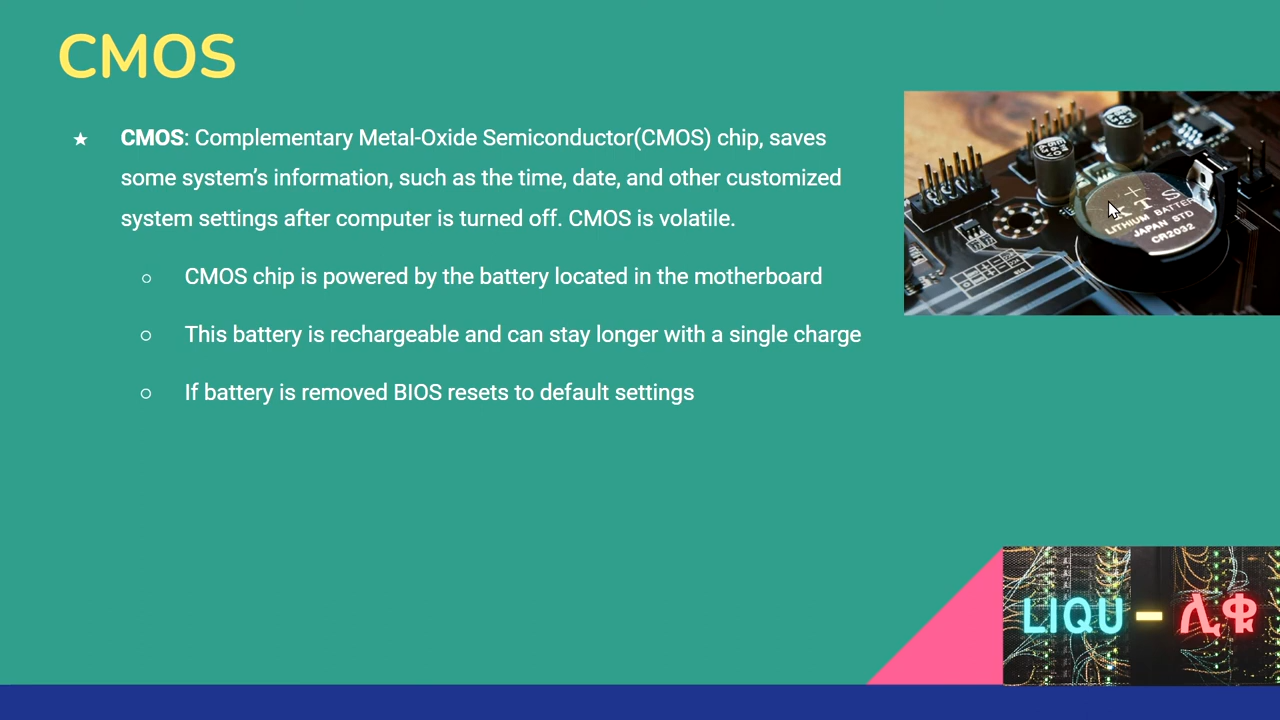 CMOS
★ CMOS: Complementary Metal-Oxide Semiconductor(CMOS) chip, saves
some system’s information, such as the time, date, and other customized
system settings after computer is turned off. CMOS is volatile.
○ CMOS chip is powered by the battery located in the motherboard
○ This battery is rechargeable and can stay longer with a single charge
○ If battery is removed BIOS resets to default settings
+
KTS
LITHIUM BATTERY
JAPAN STD
CR2032
LIQU - ሊቁ